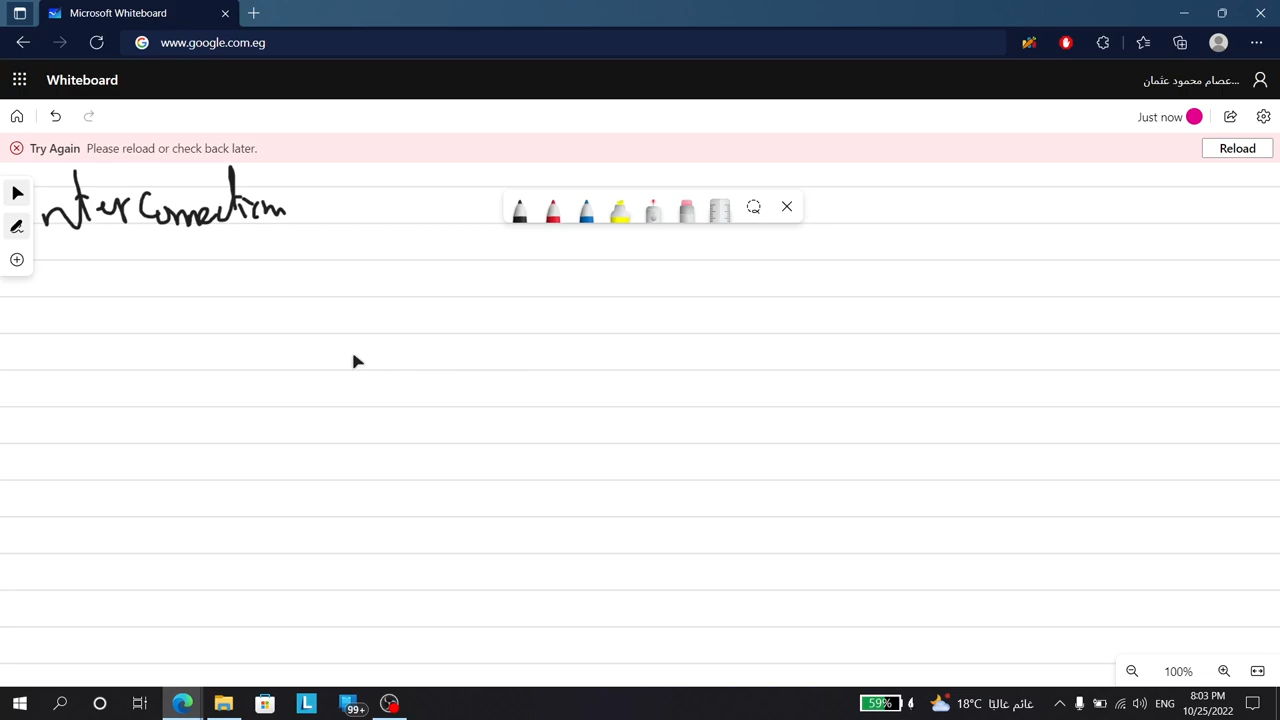 Microsoft Whiteboard
www.google.com.eg
Whiteboard
عصام محمود عثمان...
Just now
Try Again Please reload or check back later.
Reload
nterconnection
100%
99+
59%
18°C غائم غالبًا
ENG
8:03 PM
10/25/2022